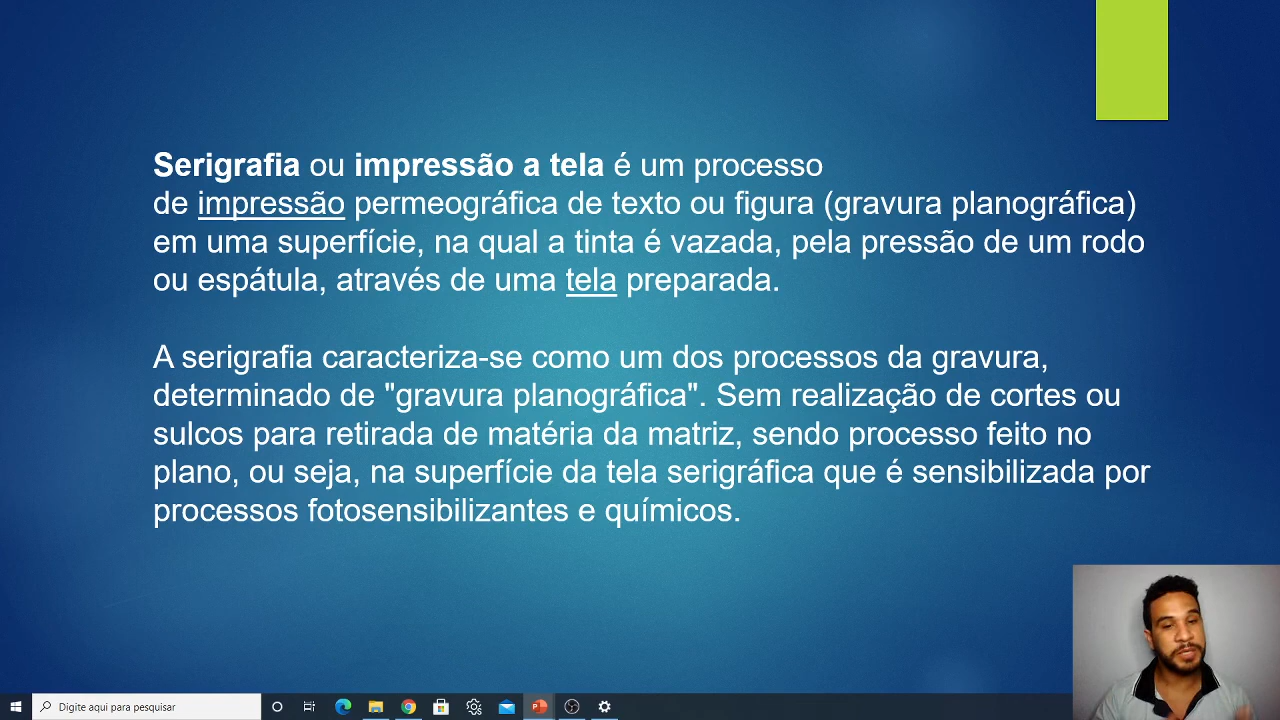 Serigrafia ou impressão a tela é um processo
de impressão permeográfica de texto ou figura (gravura planográfica)
em uma superfície, na qual a tinta é vazada, pela pressão de um rodo
ou espátula, através de uma tela preparada.
A serigrafia caracteriza-se como um dos processos da gravura,
determinado de "gravura planográfica". Sem realização de cortes ou
sulcos para retirada de matéria da matriz, sendo processo feito no
plano, ou seja, na superfície da tela serigráfica que é sensibilizada por
processos fotosensibilizantes e químicos.
Digite aqui para pesquisar